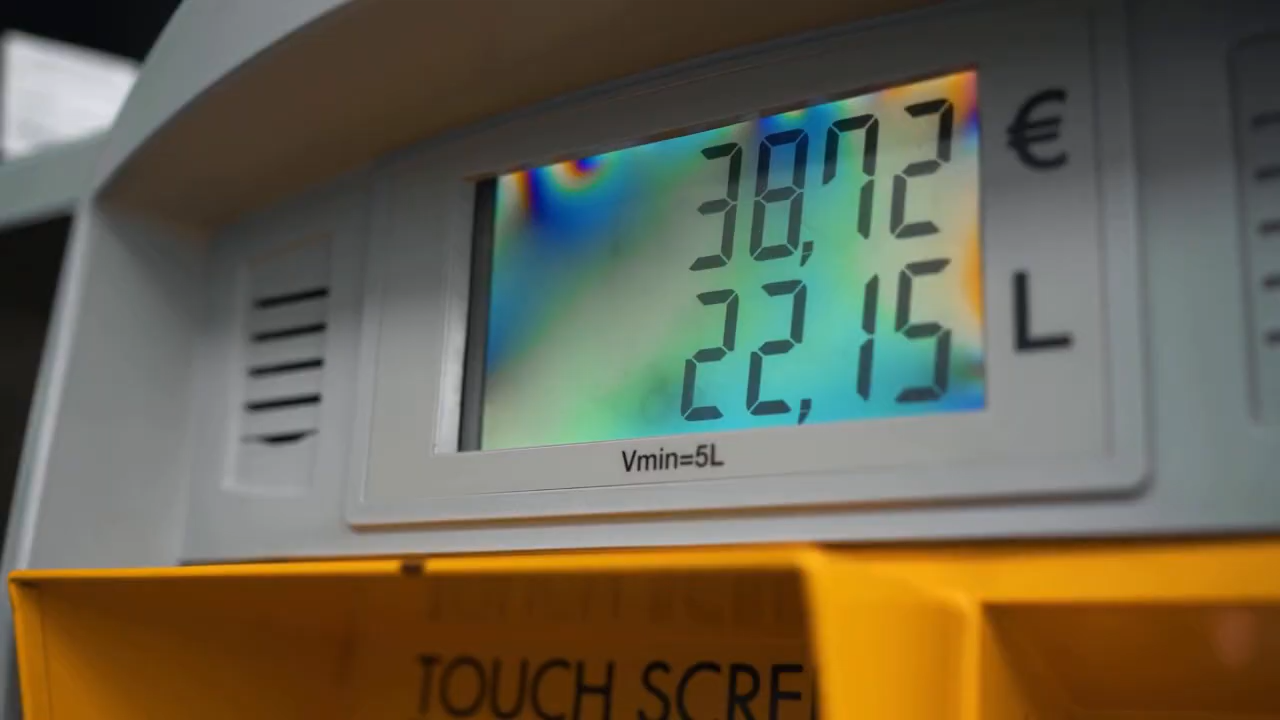 38,72 €
22,15 L
Vmin=5L
TOUCH SCRE